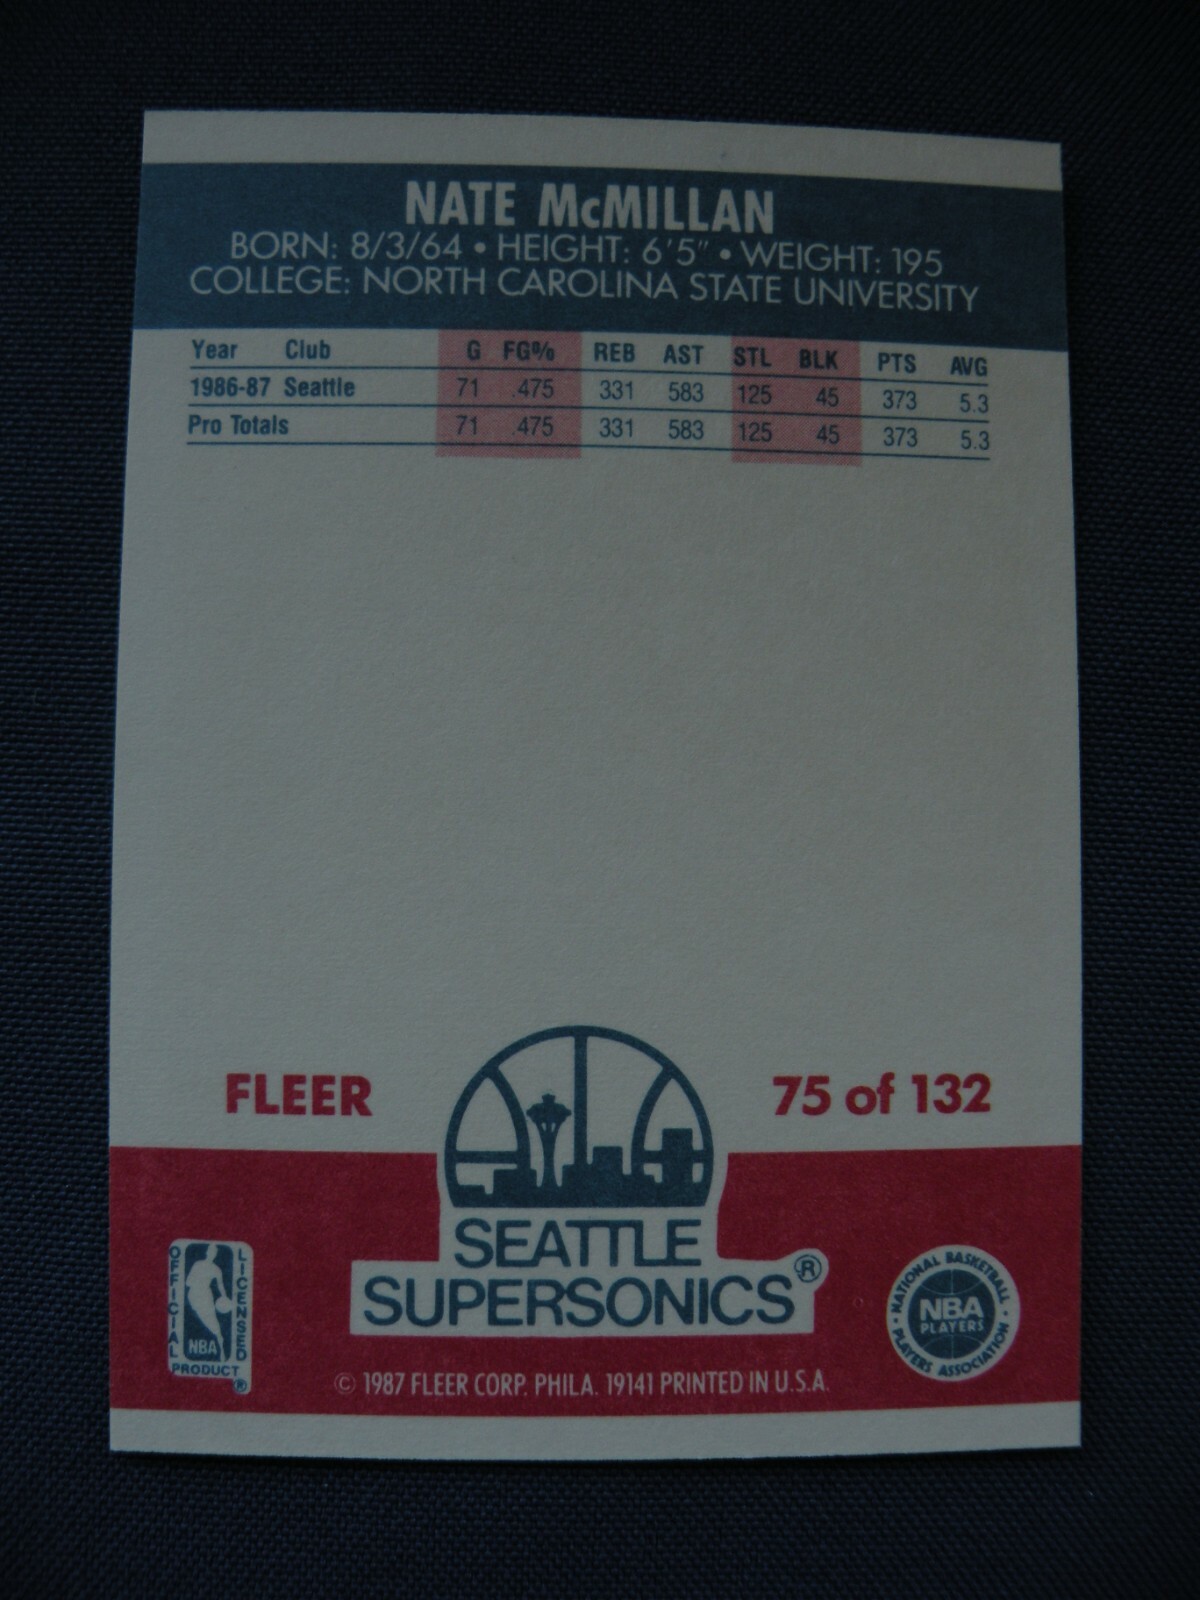 NATE McMILLAN
BORN: 8/3/64 • HEIGHT: 6'5" • WEIGHT: 195
COLLEGE: NORTH CAROLINA STATE UNIVERSITY
Year Club G FG% REB AST STL BLK PTS AVG
1986-87 Seattle 71 .475 331 583 125 45 373 5.3
Pro Totals 71 .475 331 583 125 45 373 5.3
FLEER
75 of 132
SEATTLE
SUPERSONICS®
OFFICIAL LICENSED
NBA
PRODUCT ®
• NATIONAL BASKETBALL •
NBA
PLAYERS
PLAYERS ASSOCIATION
© 1987 FLEER CORP. PHILA. 19141 PRINTED IN U.S.A.